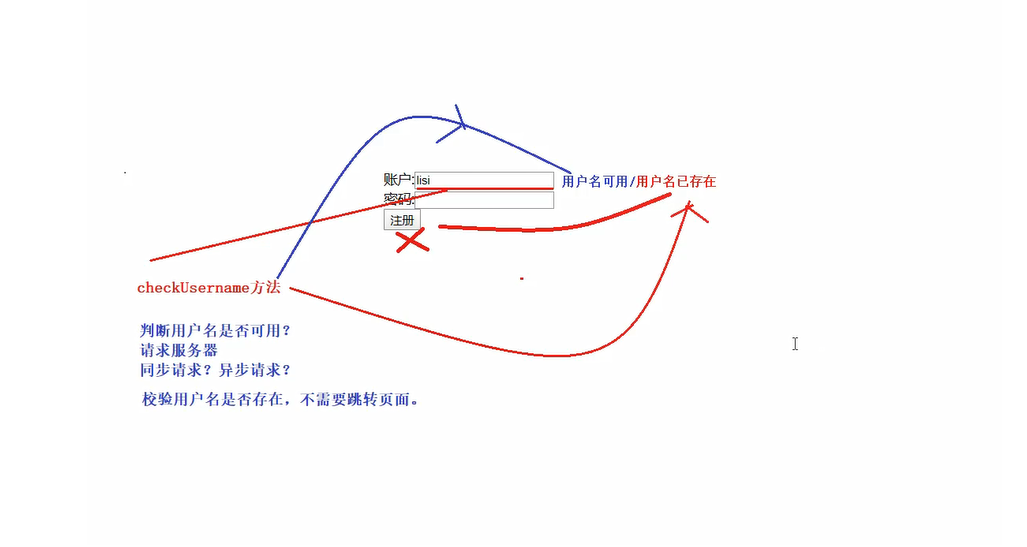 账户:lisi 用户名可用/用户名已存在
密码:
注册
checkUsername方法
判断用户名是否可用?
请求服务器
同步请求?异步请求?
校验用户名是否存在,不需要跳转页面。